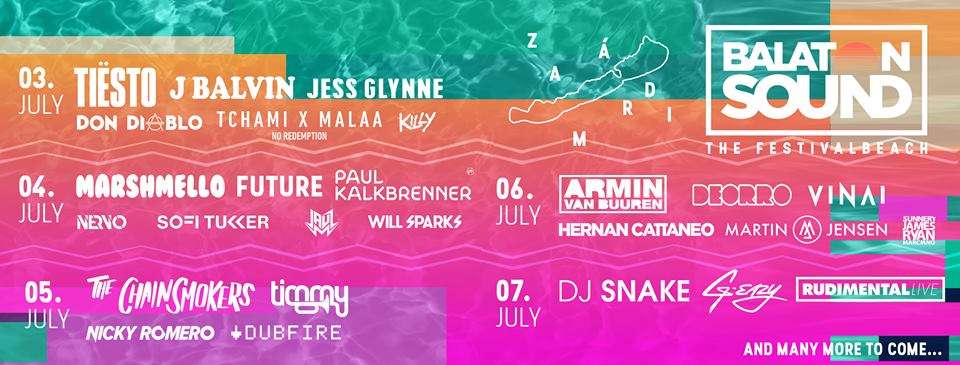 03. JULY
TIËSTO J BALVIN JESS GLYNNE
DON DIABLO TCHAMI X MALAA KILLY
NO REDEMPTION
ZÁMARDI
BALATON
SOUND
THE FESTIVALBEACH
04. JULY
MARSHMELLO FUTURE PAUL KALKBRENNER
NERVO SOFI TUKKER JAUZ WILL SPARKS
05. JULY
THE CHAINSMOKERS timmy
NICKY ROMERO DUBFIRE
06. JULY
ARMIN VAN BUUREN DEORRO VINAI
HERNAN CATTANEO MARTIN JENSEN SUNNERY JAMES RYAN MARCIANO
07. JULY
DJ SNAKE G-EAZY RUDIMENTAL LIVE
AND MANY MORE TO COME...